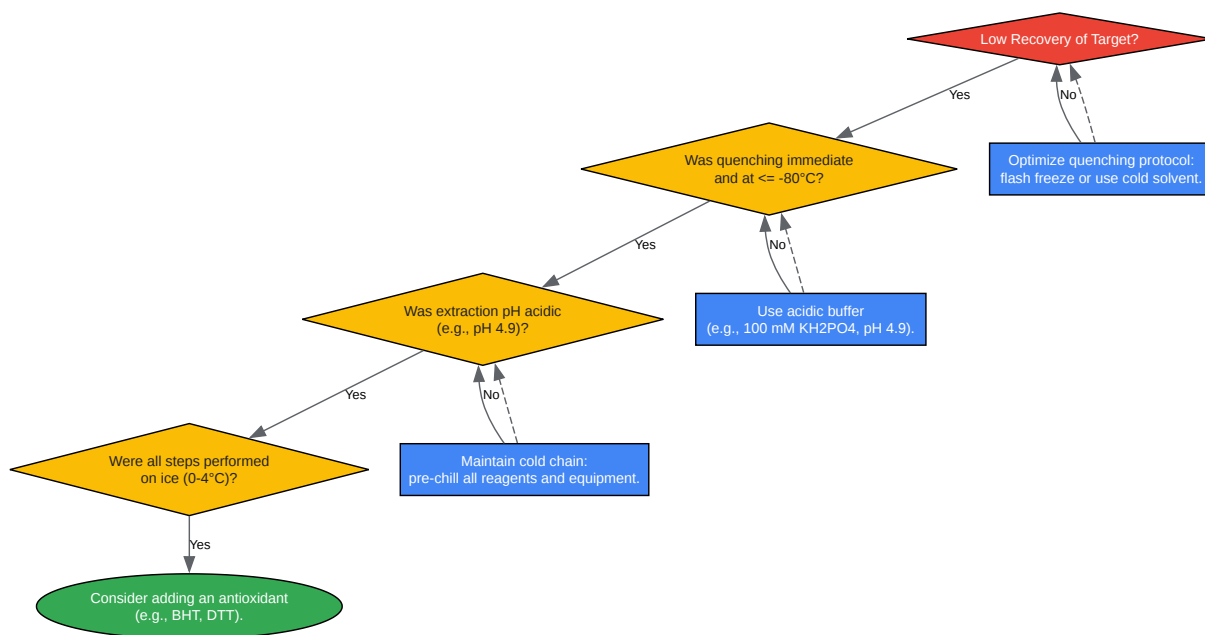 Low Recovery of Target?
Yes
No
Was quenching immediate
and at <= -80°C?
Optimize quenching protocol:
flash freeze or use cold solvent.
Yes
No
Was extraction pH acidic
(e.g., pH 4.9)?
Use acidic buffer
(e.g., 100 mM KH2PO4, pH 4.9).
Yes
No
Were all steps performed
on ice (0-4°C)?
Maintain cold chain:
pre-chill all reagents and equipment.
Yes
Consider adding an antioxidant
(e.g., BHT, DTT).